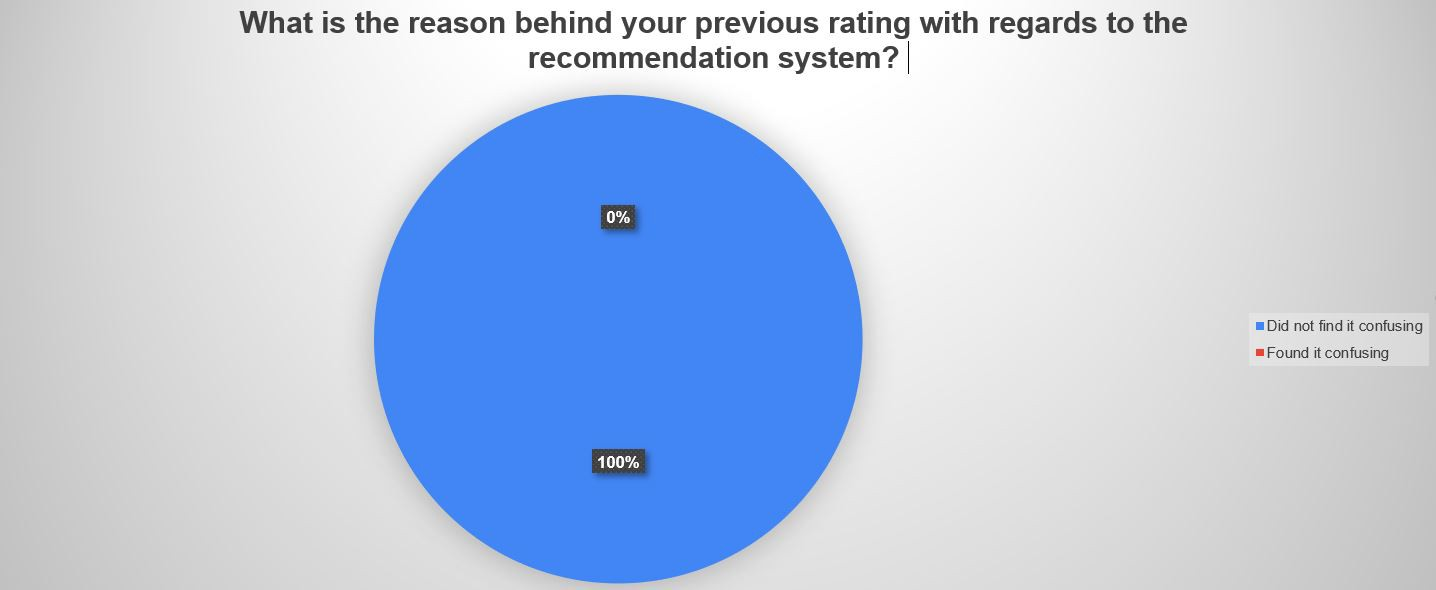 What is the reason behind your previous rating with regards to the
recommendation system?
0%
100%
Did not find it confusing
Found it confusing